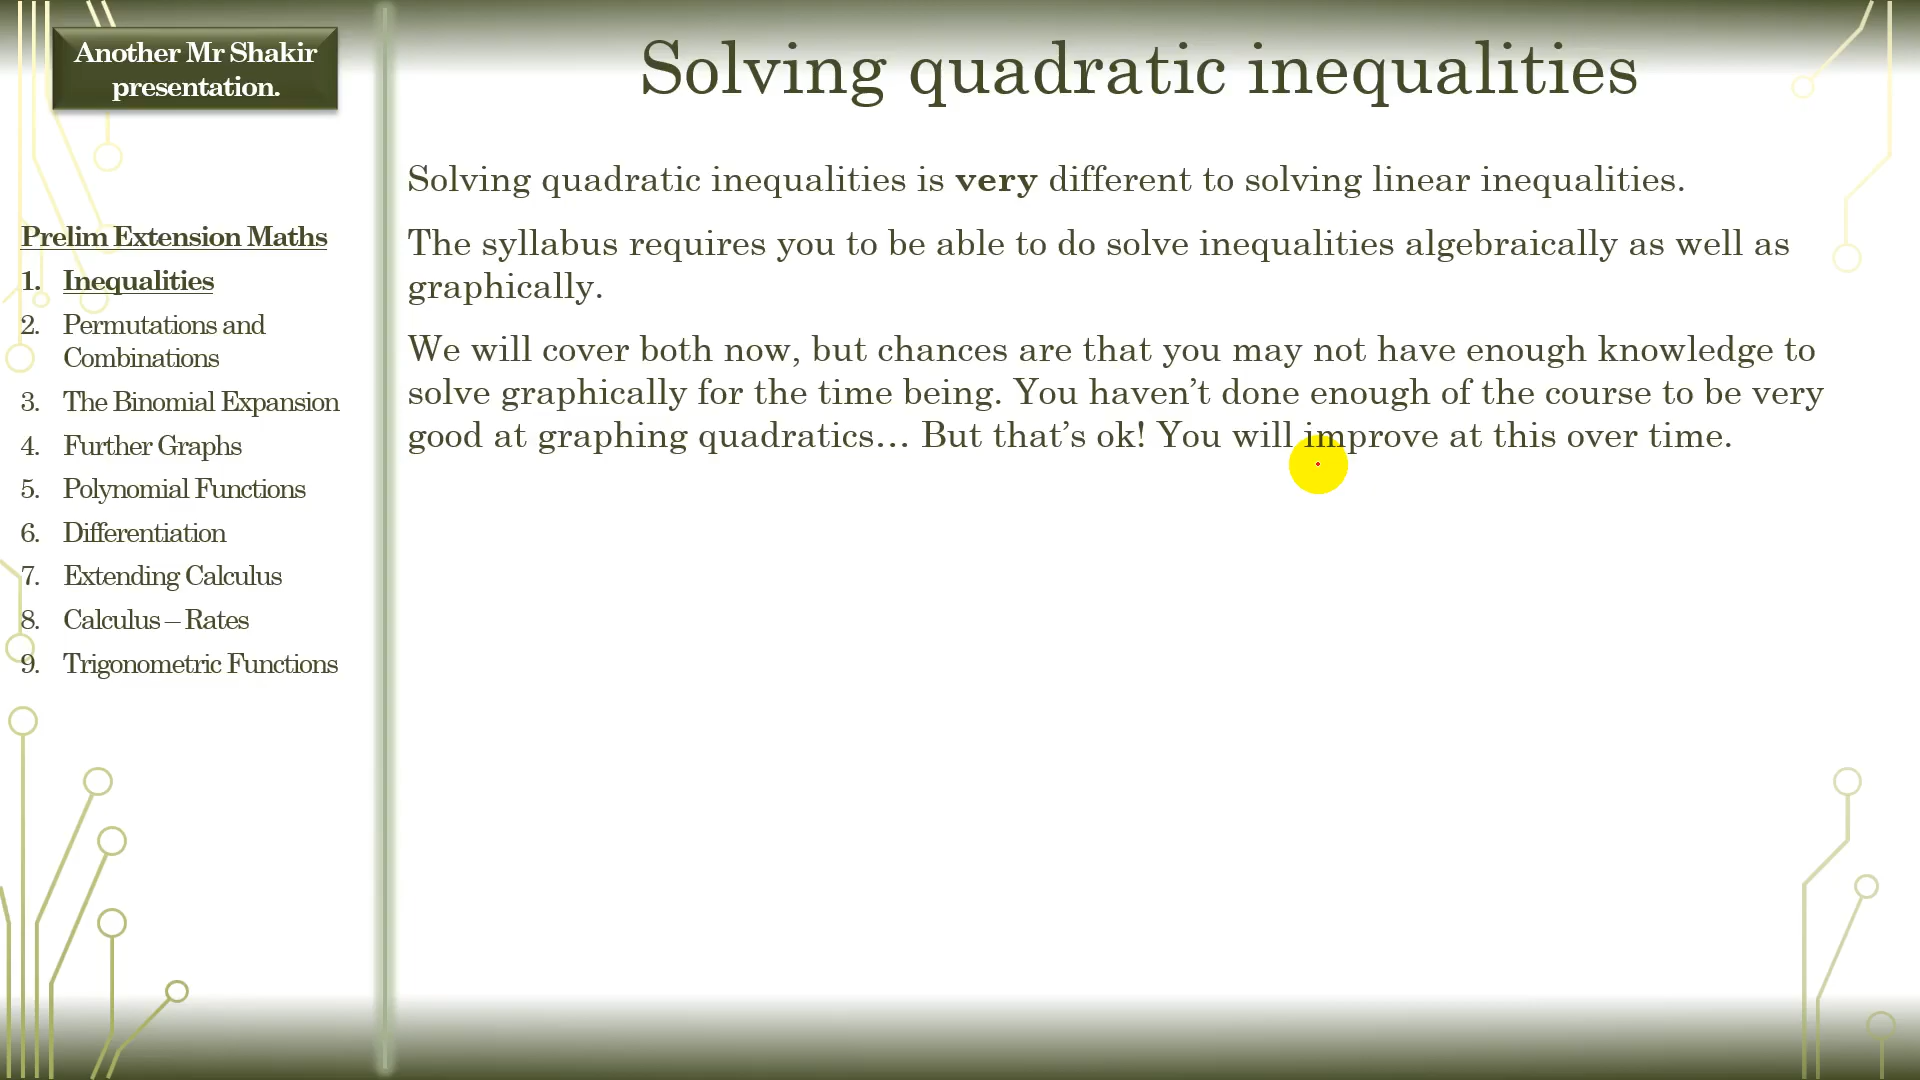 Another Mr Shakir
presentation.
Solving quadratic inequalities
Prelim Extension Maths
1. Inequalities
2. Permutations and
Combinations
3. The Binomial Expansion
4. Further Graphs
5. Polynomial Functions
6. Differentiation
7. Extending Calculus
8. Calculus – Rates
9. Trigonometric Functions
Solving quadratic inequalities is very different to solving linear inequalities.
The syllabus requires you to be able to do solve inequalities algebraically as well as
graphically.
We will cover both now, but chances are that you may not have enough knowledge to
solve graphically for the time being. You haven’t done enough of the course to be very
good at graphing quadratics… But that’s ok! You will improve at this over time.